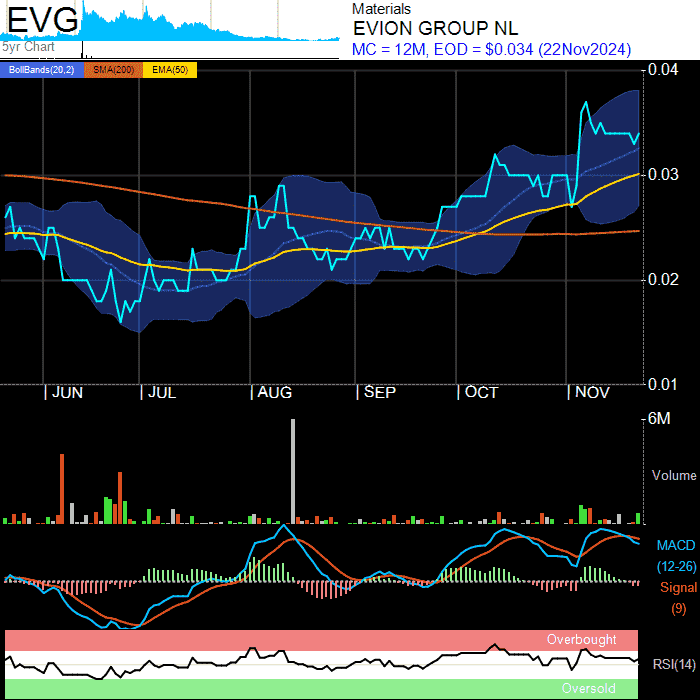 EVG
5yr Chart
Materials
EVION GROUP NL
MC = 12M, EOD = $0.034 (22Nov2024)
BollBands(20,2) SMA(200) EMA(50)
0.04
0.03
0.02
0.01
JUN JUL AUG SEP OCT NOV
6M
Volume
MACD
(12-26)
Signal
(9)
Overbought
RSI(14)
Oversold